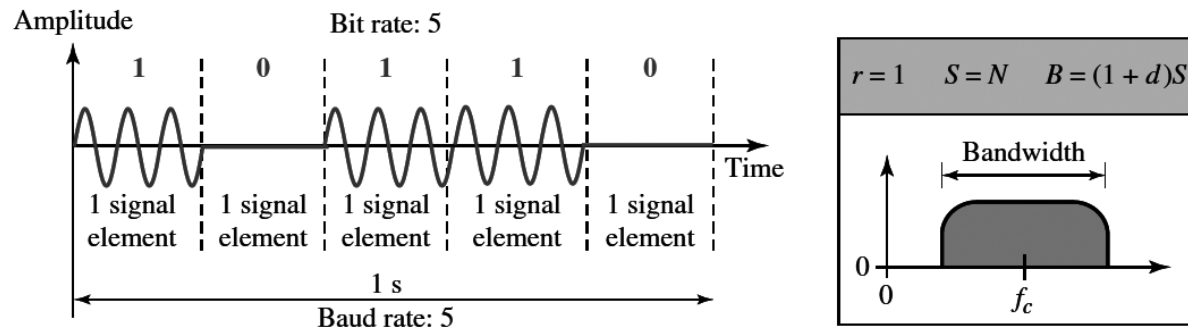 Amplitude
Bit rate: 5
1 0 1 1 0
Time
1 signal element
1 signal element
1 signal element
1 signal element
1 signal element
1 s
Baud rate: 5
r = 1 S = N B = (1 + d)S
Bandwidth
0
0
fc